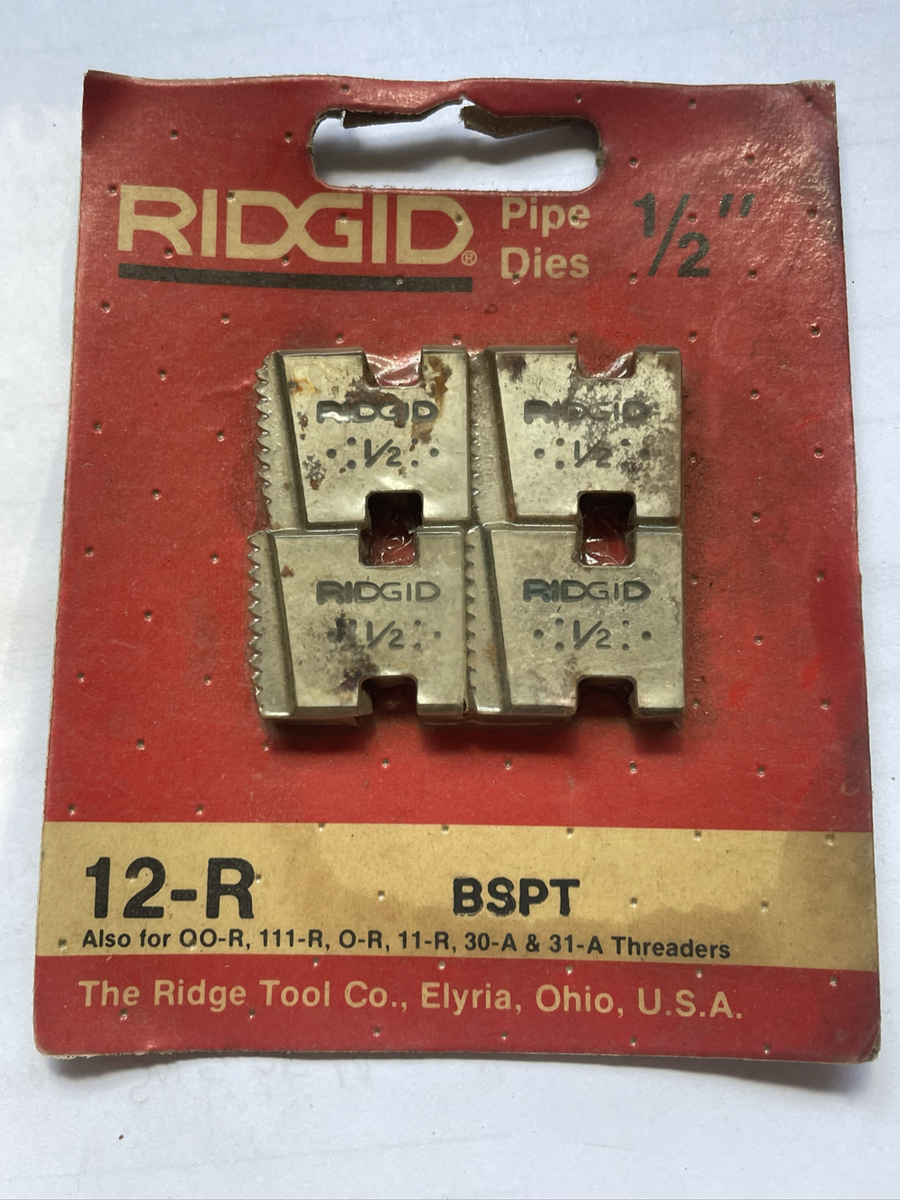 RIDGID® Pipe Dies 1/2"
RIDGID RIDGID
1/2 1/2
RIDGID RIDGID
1/2 1/2
12-R BSPT
Also for OO-R, 111-R, O-R, 11-R, 30-A & 31-A Threaders
The Ridge Tool Co., Elyria, Ohio, U.S.A.